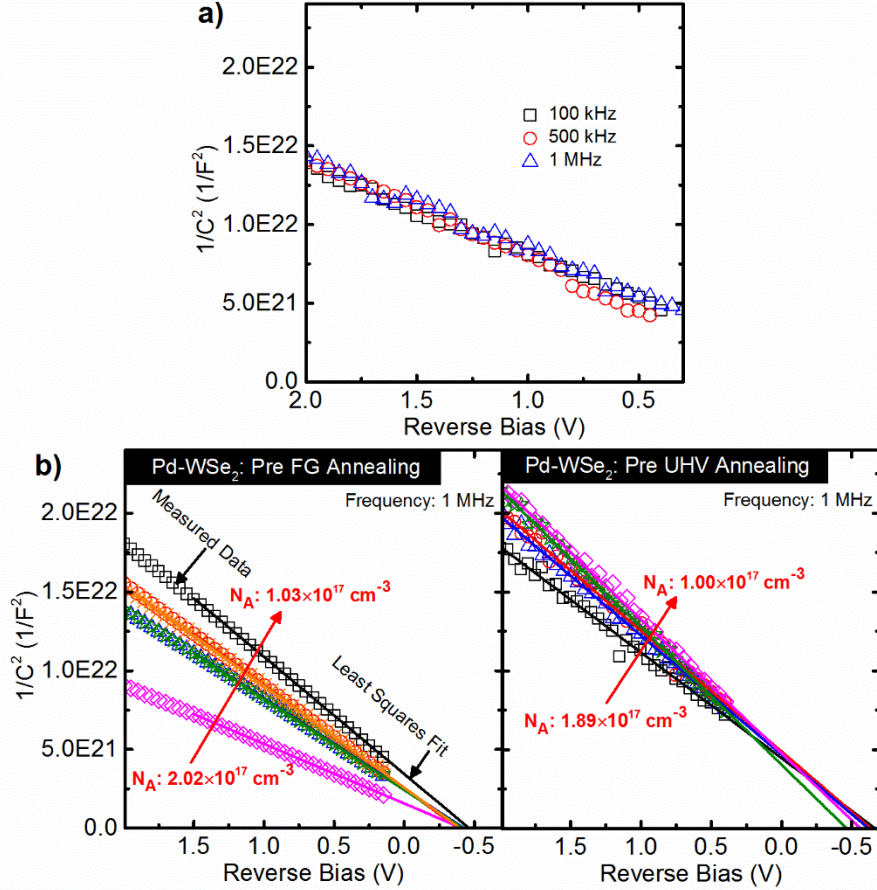 a)
2.0E22
1.5E22
1.0E22
5.0E21
0.0
1/C² (1/F²)
100 kHz
500 kHz
1 MHz
2.0 1.5 1.0 0.5
Reverse Bias (V)
b)
Pd-WSe₂: Pre FG Annealing
Frequency: 1 MHz
2.0E22
1.5E22
1.0E22
5.0E21
0.0
1/C² (1/F²)
Measured Data
N_A: 1.03×10¹⁷ cm⁻³
Least Squares Fit
N_A: 2.02×10¹⁷ cm⁻³
1.5 1.0 0.5 0.0 -0.5
Reverse Bias (V)
Pd-WSe₂: Pre UHV Annealing
Frequency: 1 MHz
N_A: 1.00×10¹⁷ cm⁻³
N_A: 1.89×10¹⁷ cm⁻³
1.5 1.0 0.5 0.0 -0.5
Reverse Bias (V)